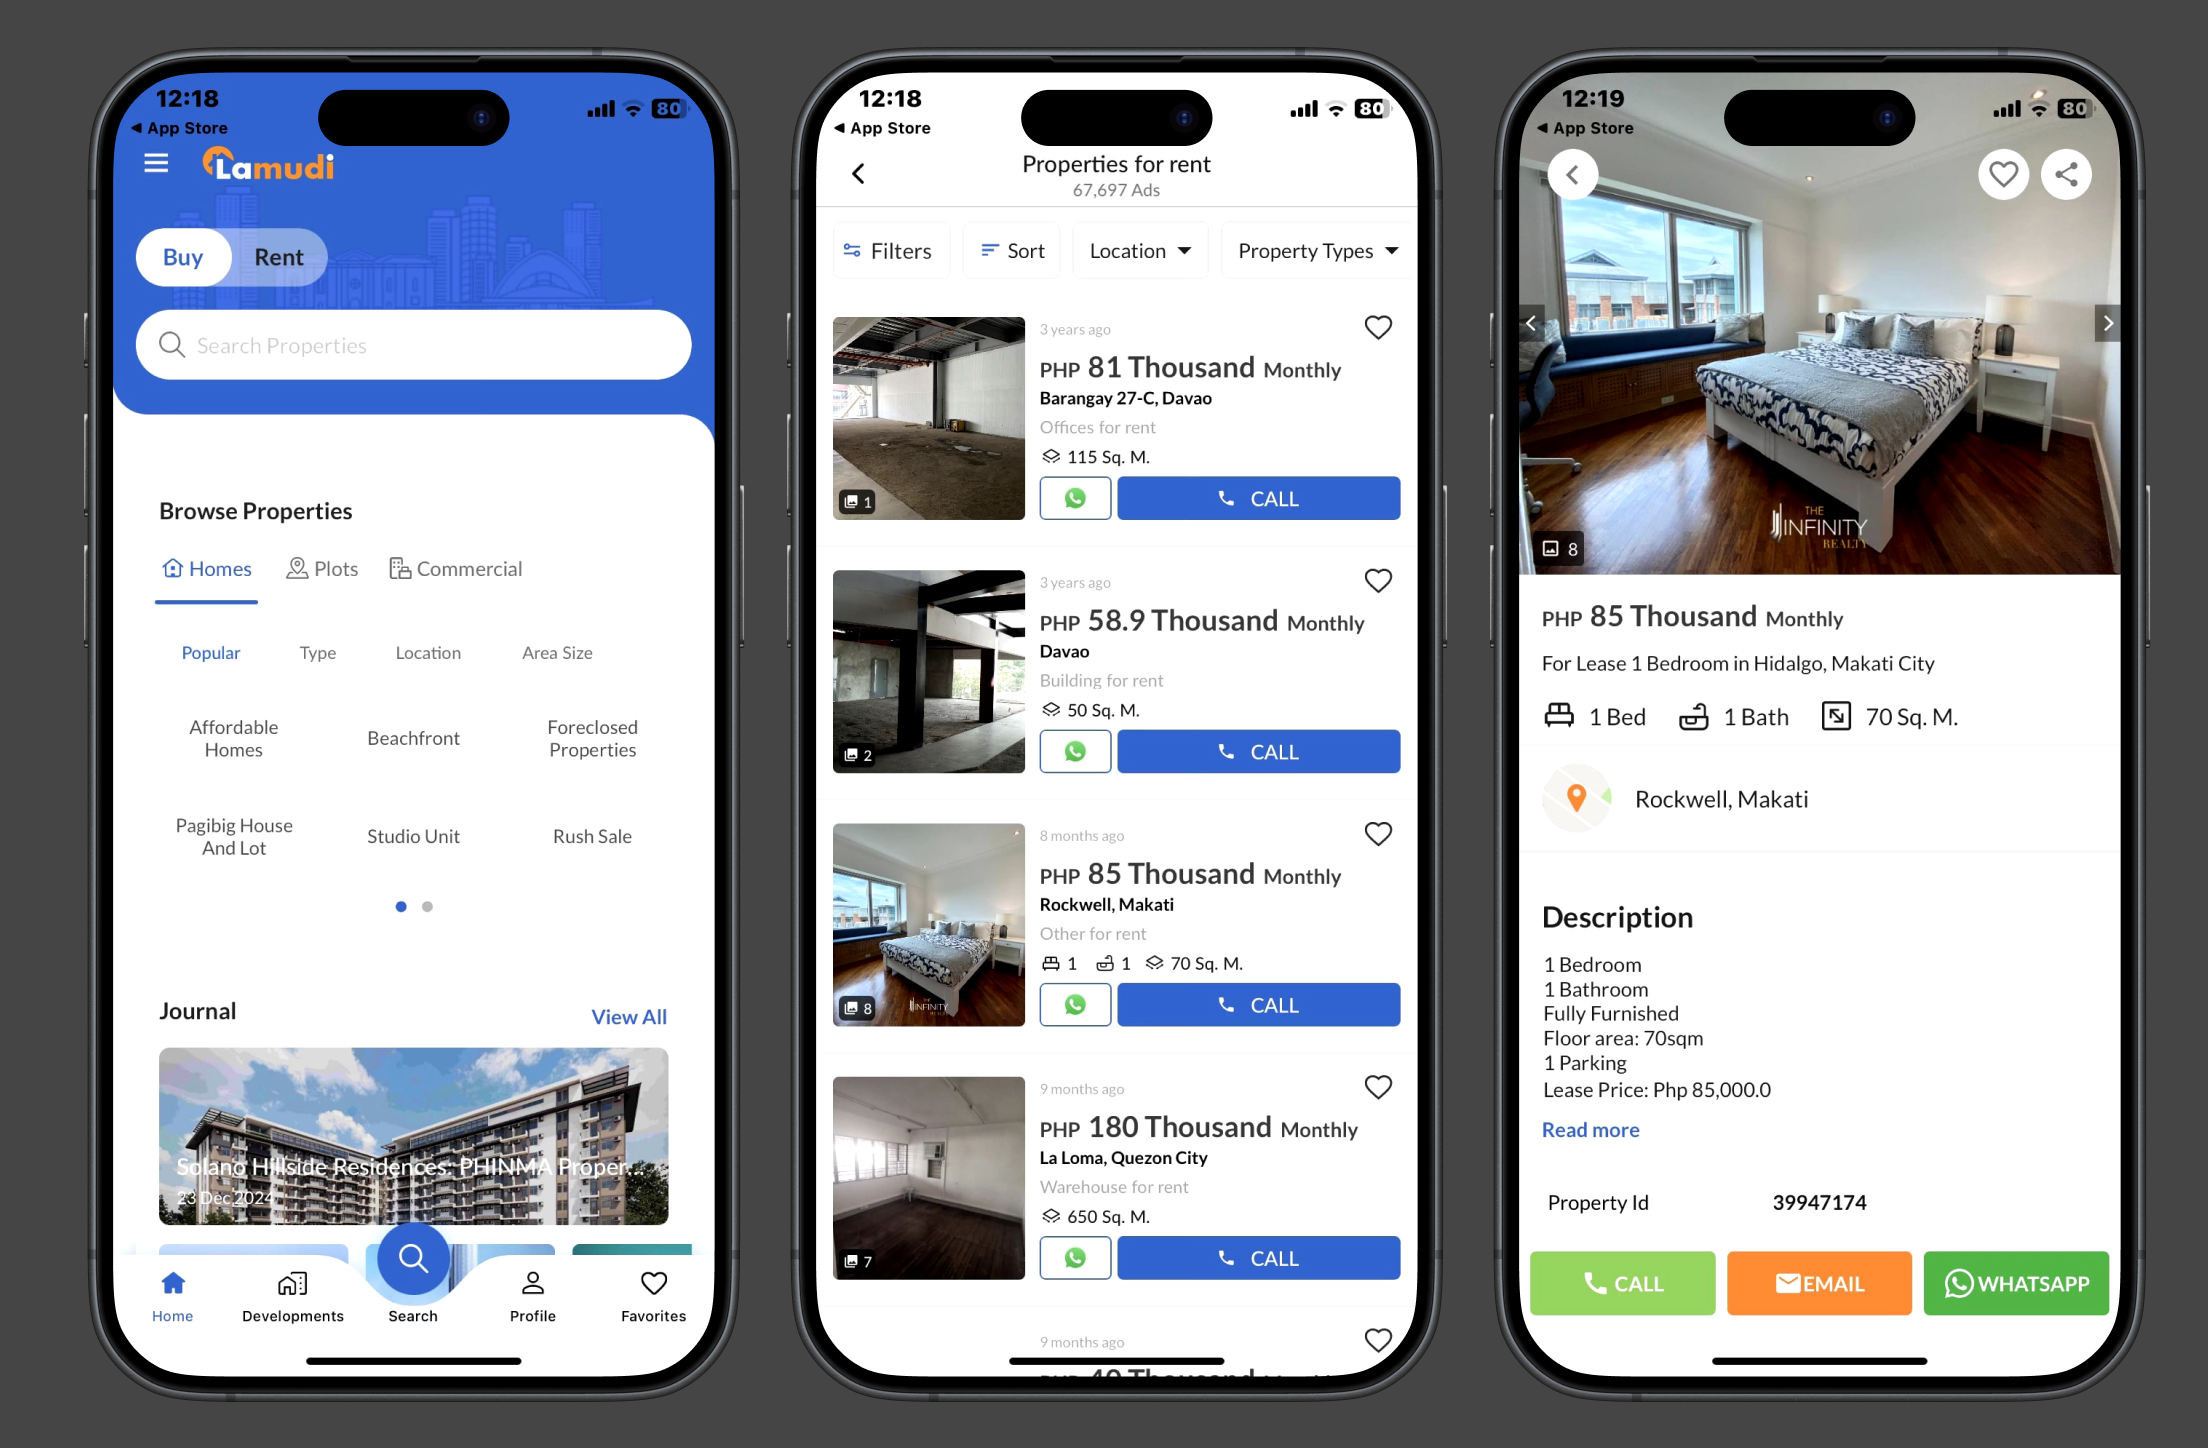 12:18
80
App Store
Lamudi
Buy
Rent
Search Properties
Browse Properties
Homes
Plots
Commercial
Popular
Type
Location
Area Size
Affordable
Homes
Beachfront
Foreclosed
Properties
Pagibig House
And Lot
Studio Unit
Rush Sale
Journal
View All
Solano Hillside Residences: PHINMA Proper...
23 Dec 2024
Home
Developments
Search
Profile
Favorites
12:18
80
App Store
Properties for rent
67,697 Ads
Filters
Sort
Location
Property Types
3 years ago
PHP 81 Thousand Monthly
Barangay 27-C, Davao
Offices for rent
115 Sq. M.
1
CALL
3 years ago
PHP 58.9 Thousand Monthly
Davao
Building for rent
50 Sq. M.
2
CALL
8 months ago
PHP 85 Thousand Monthly
Rockwell, Makati
Other for rent
1 1 70 Sq. M.
8
INFINITY
CALL
9 months ago
PHP 180 Thousand Monthly
La Loma, Quezon City
Warehouse for rent
650 Sq. M.
7
CALL
9 months ago
PHP 40 Thousand
12:19
80
App Store
THE
INFINITY
REALTY
8
PHP 85 Thousand Monthly
For Lease 1 Bedroom in Hidalgo, Makati City
1 Bed
1 Bath
70 Sq. M.
Rockwell, Makati
Description
1 Bedroom
1 Bathroom
Fully Furnished
Floor area: 70sqm
1 Parking
Lease Price: Php 85,000.0
Read more
Property Id
39947174
CALL
EMAIL
WHATSAPP